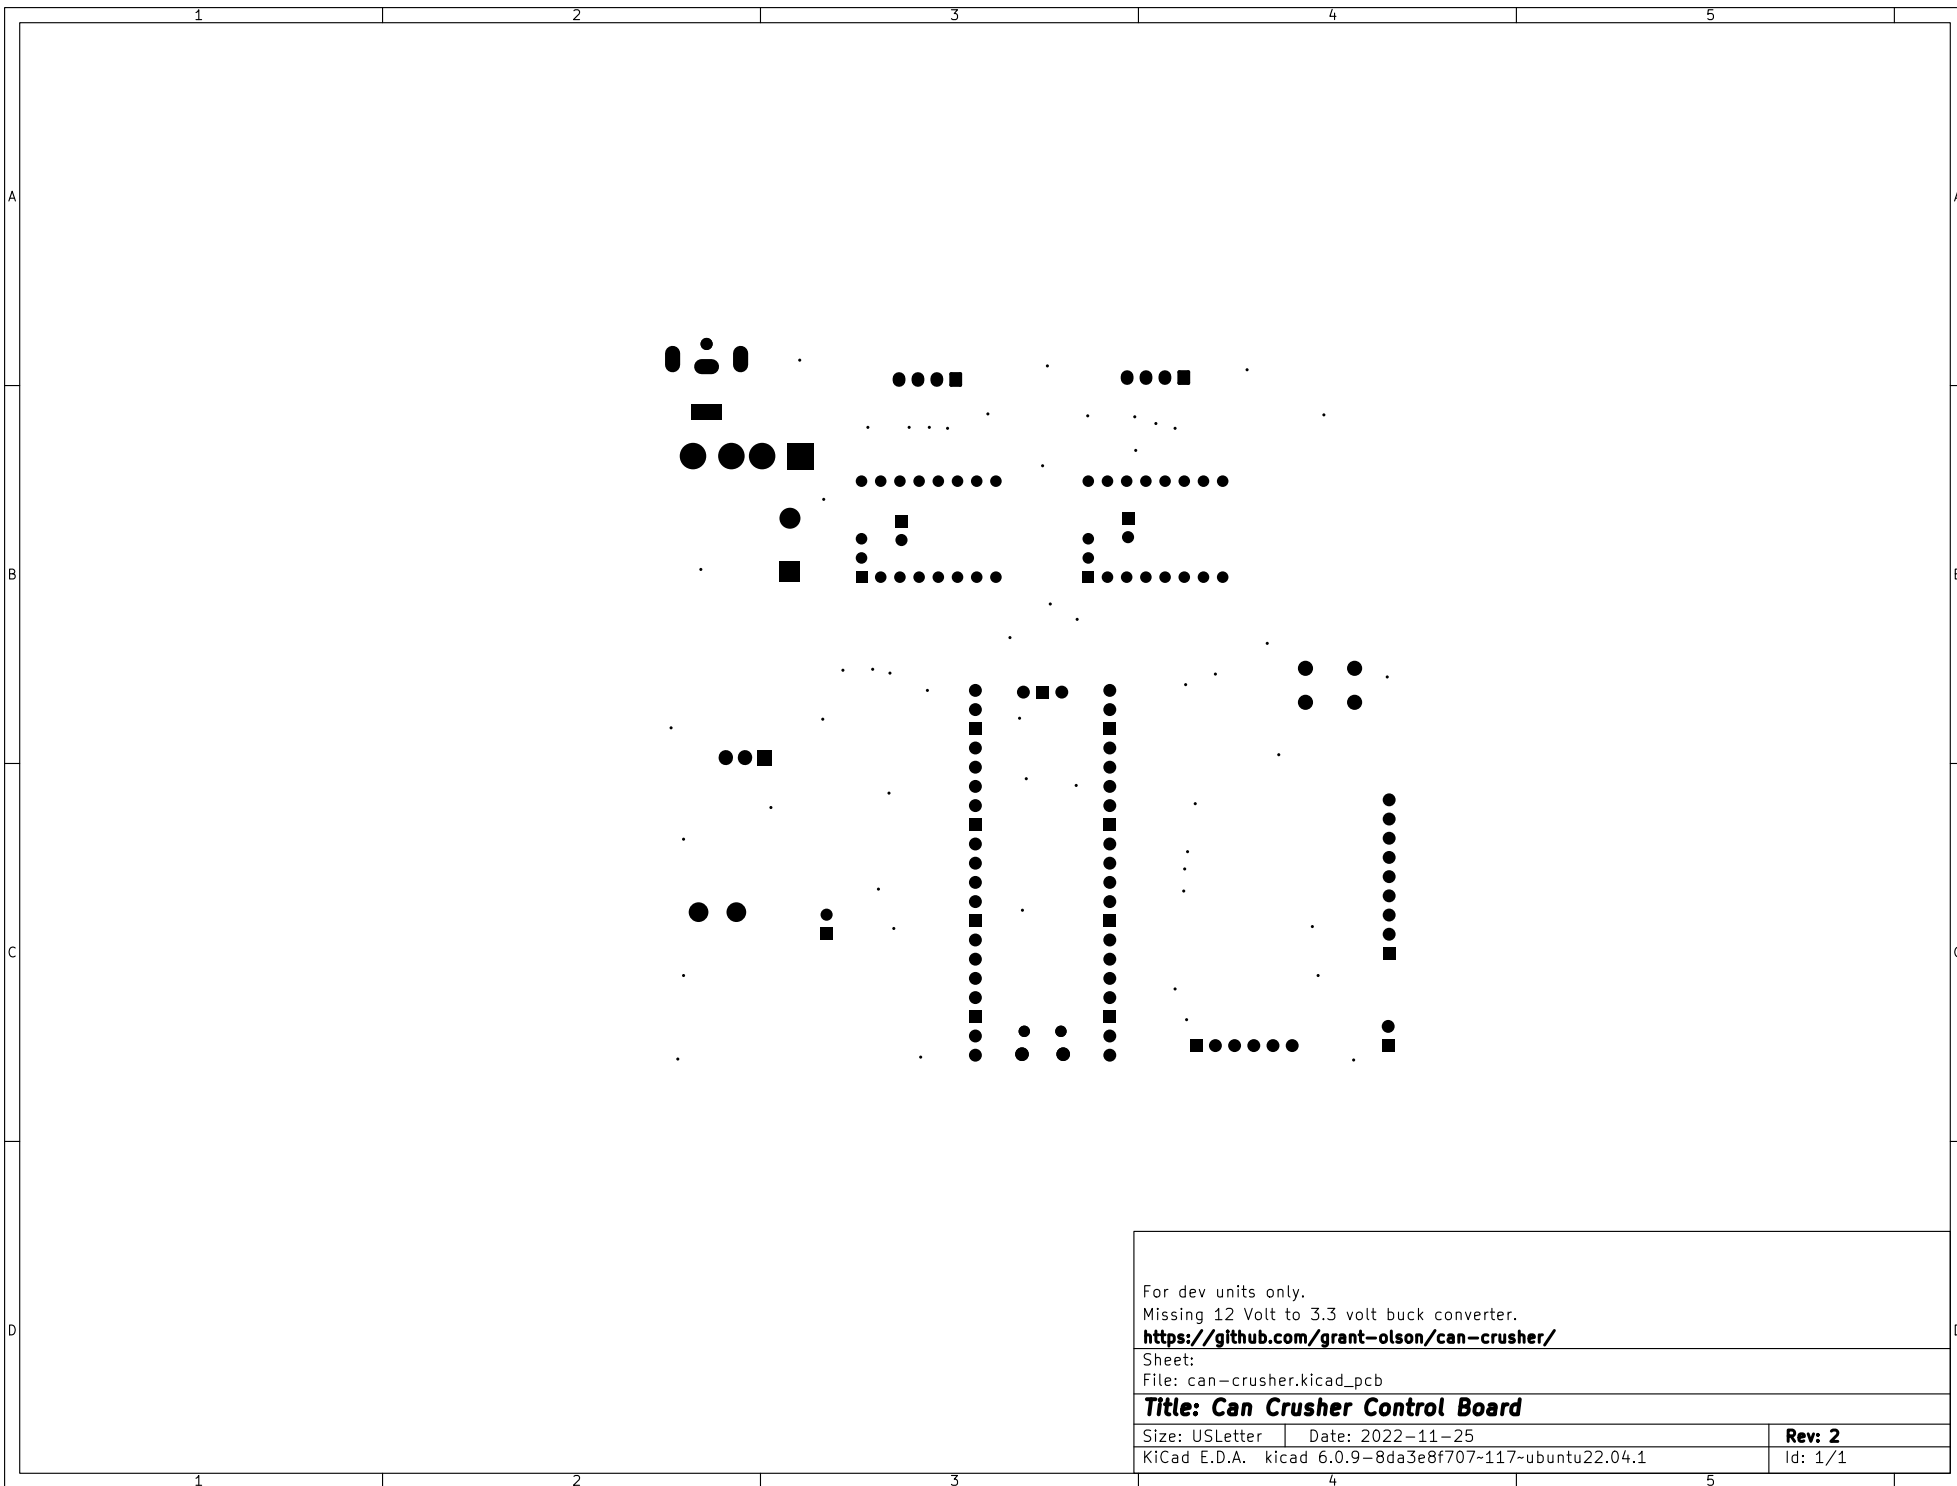 1 2 3 4 5
A A
B B
C C
D D
For dev units only.
Missing 12 Volt to 3.3 volt buck converter.
https://github.com/grant-olson/can-crusher/
Sheet:
File: can-crusher.kicad_pcb
Title: Can Crusher Control Board
Size: USLetter Date: 2022-11-25 Rev: 2
KiCad E.D.A. kicad 6.0.9-8da3e8f707~117~ubuntu22.04.1 Id: 1/1
1 2 3 4 5